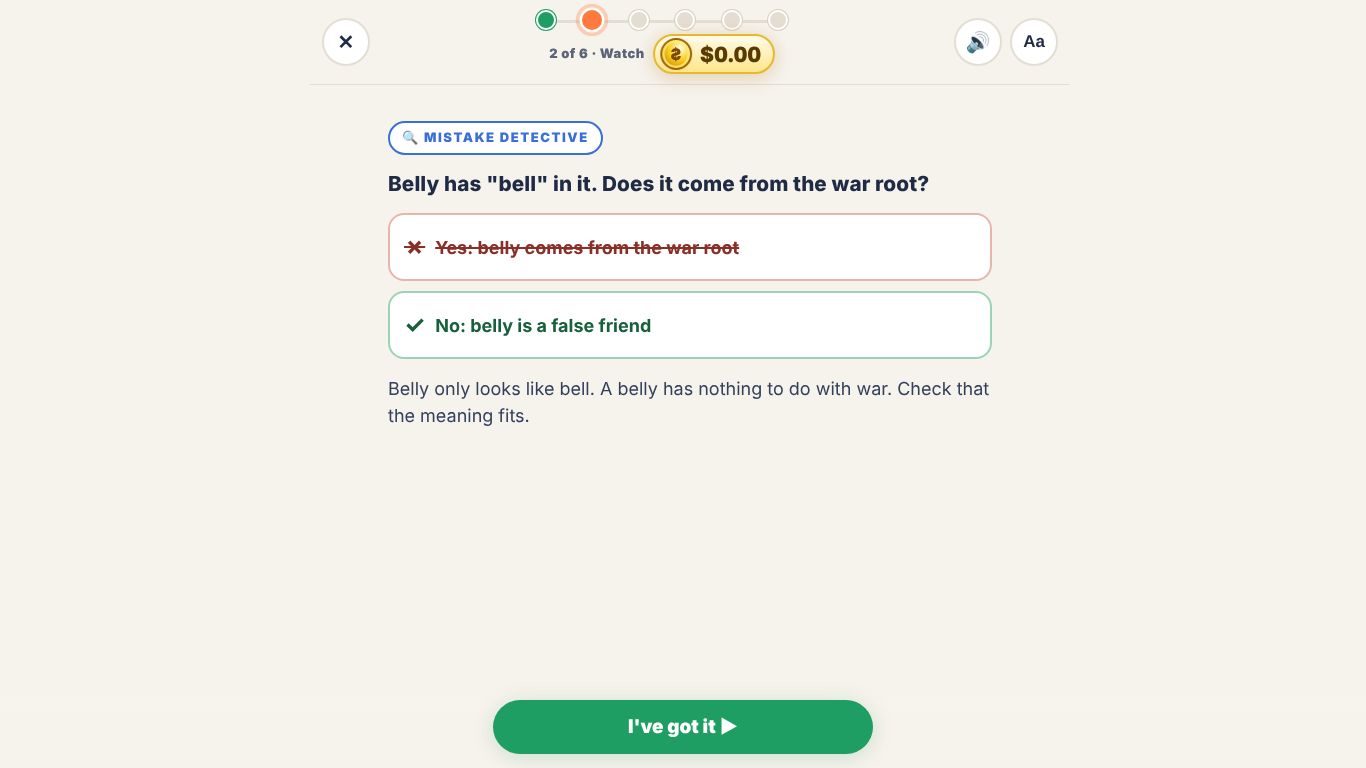 ✕
2 of 6 · Watch
$0.00
Aa
MISTAKE DETECTIVE
Belly has "bell" in it. Does it come from the war root?
✕ Yes: belly comes from the war root
✓ No: belly is a false friend
Belly only looks like bell. A belly has nothing to do with war. Check that
the meaning fits.
I've got it ▶